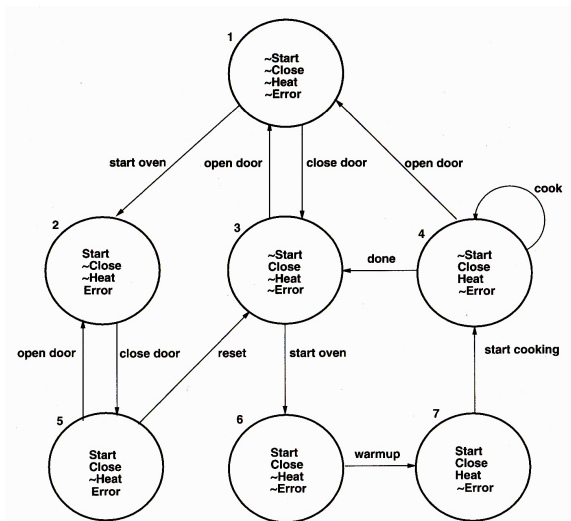 1
~Start
~Close
~Heat
~Error
start oven
open door
close door
open door
cook
2
Start
~Close
~Heat
Error
3
~Start
Close
~Heat
~Error
done
4
~Start
Close
Heat
~Error
open door
close door
reset
start oven
start cooking
5
Start
Close
~Heat
Error
6
Start
Close
~Heat
~Error
warmup
7
Start
Close
Heat
~Error